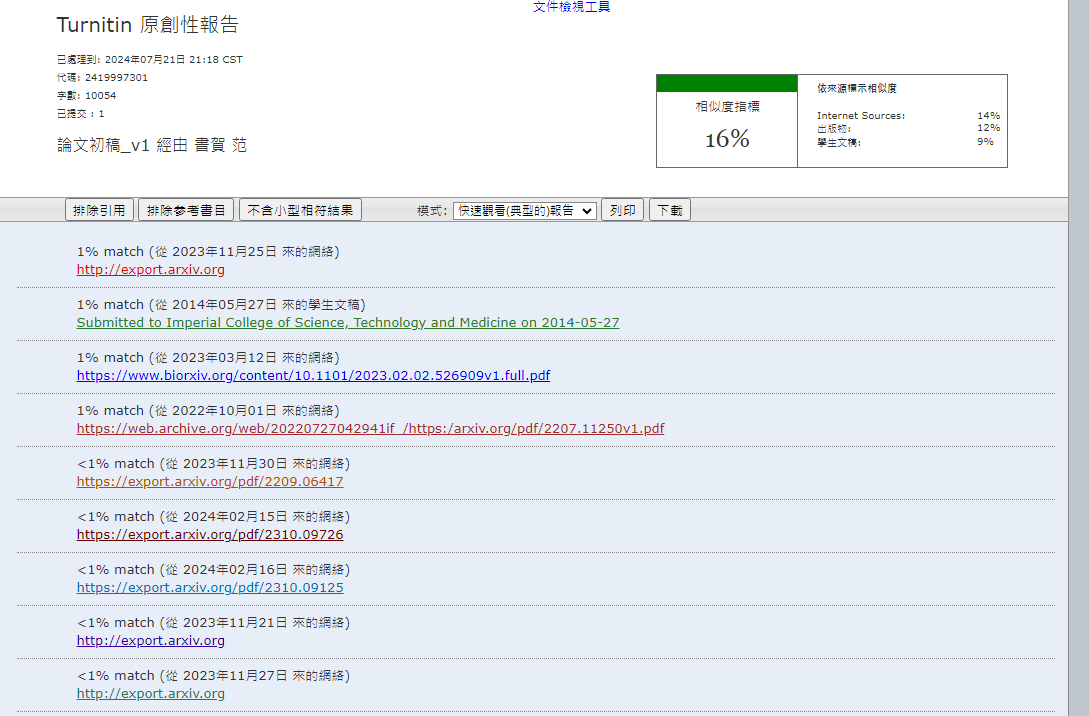 文件檢視工具
Turnitin 原創性報告
已處理到: 2024年07月21日 21:18 CST
代碼: 2419997301
字數: 10054
已提交 : 1
論文初稿_v1 經由 書賀 范
相似度指標
16%
依來源標示相似度
Internet Sources: 14%
出版物: 12%
學生文稿: 9%
排除引用 排除參考書目 不含小型相符結果 模式: 快速觀看(典型的)報告 列印 下載
1% match (從 2023年11月25日 來的網絡)
http://export.arxiv.org
1% match (從 2014年05月27日 來的學生文稿)
Submitted to Imperial College of Science, Technology and Medicine on 2014-05-27
1% match (從 2023年03月12日 來的網絡)
https://www.biorxiv.org/content/10.1101/2023.02.02.526909v1.full.pdf
1% match (從 2022年10月01日 來的網絡)
https://web.archive.org/web/20220727042941if_/https:/arxiv.org/pdf/2207.11250v1.pdf
<1% match (從 2023年11月30日 來的網絡)
https://export.arxiv.org/pdf/2209.06417
<1% match (從 2024年02月15日 來的網絡)
https://export.arxiv.org/pdf/2310.09726
<1% match (從 2024年02月16日 來的網絡)
https://export.arxiv.org/pdf/2310.09125
<1% match (從 2023年11月21日 來的網絡)
http://export.arxiv.org
<1% match (從 2023年11月27日 來的網絡)
http://export.arxiv.org